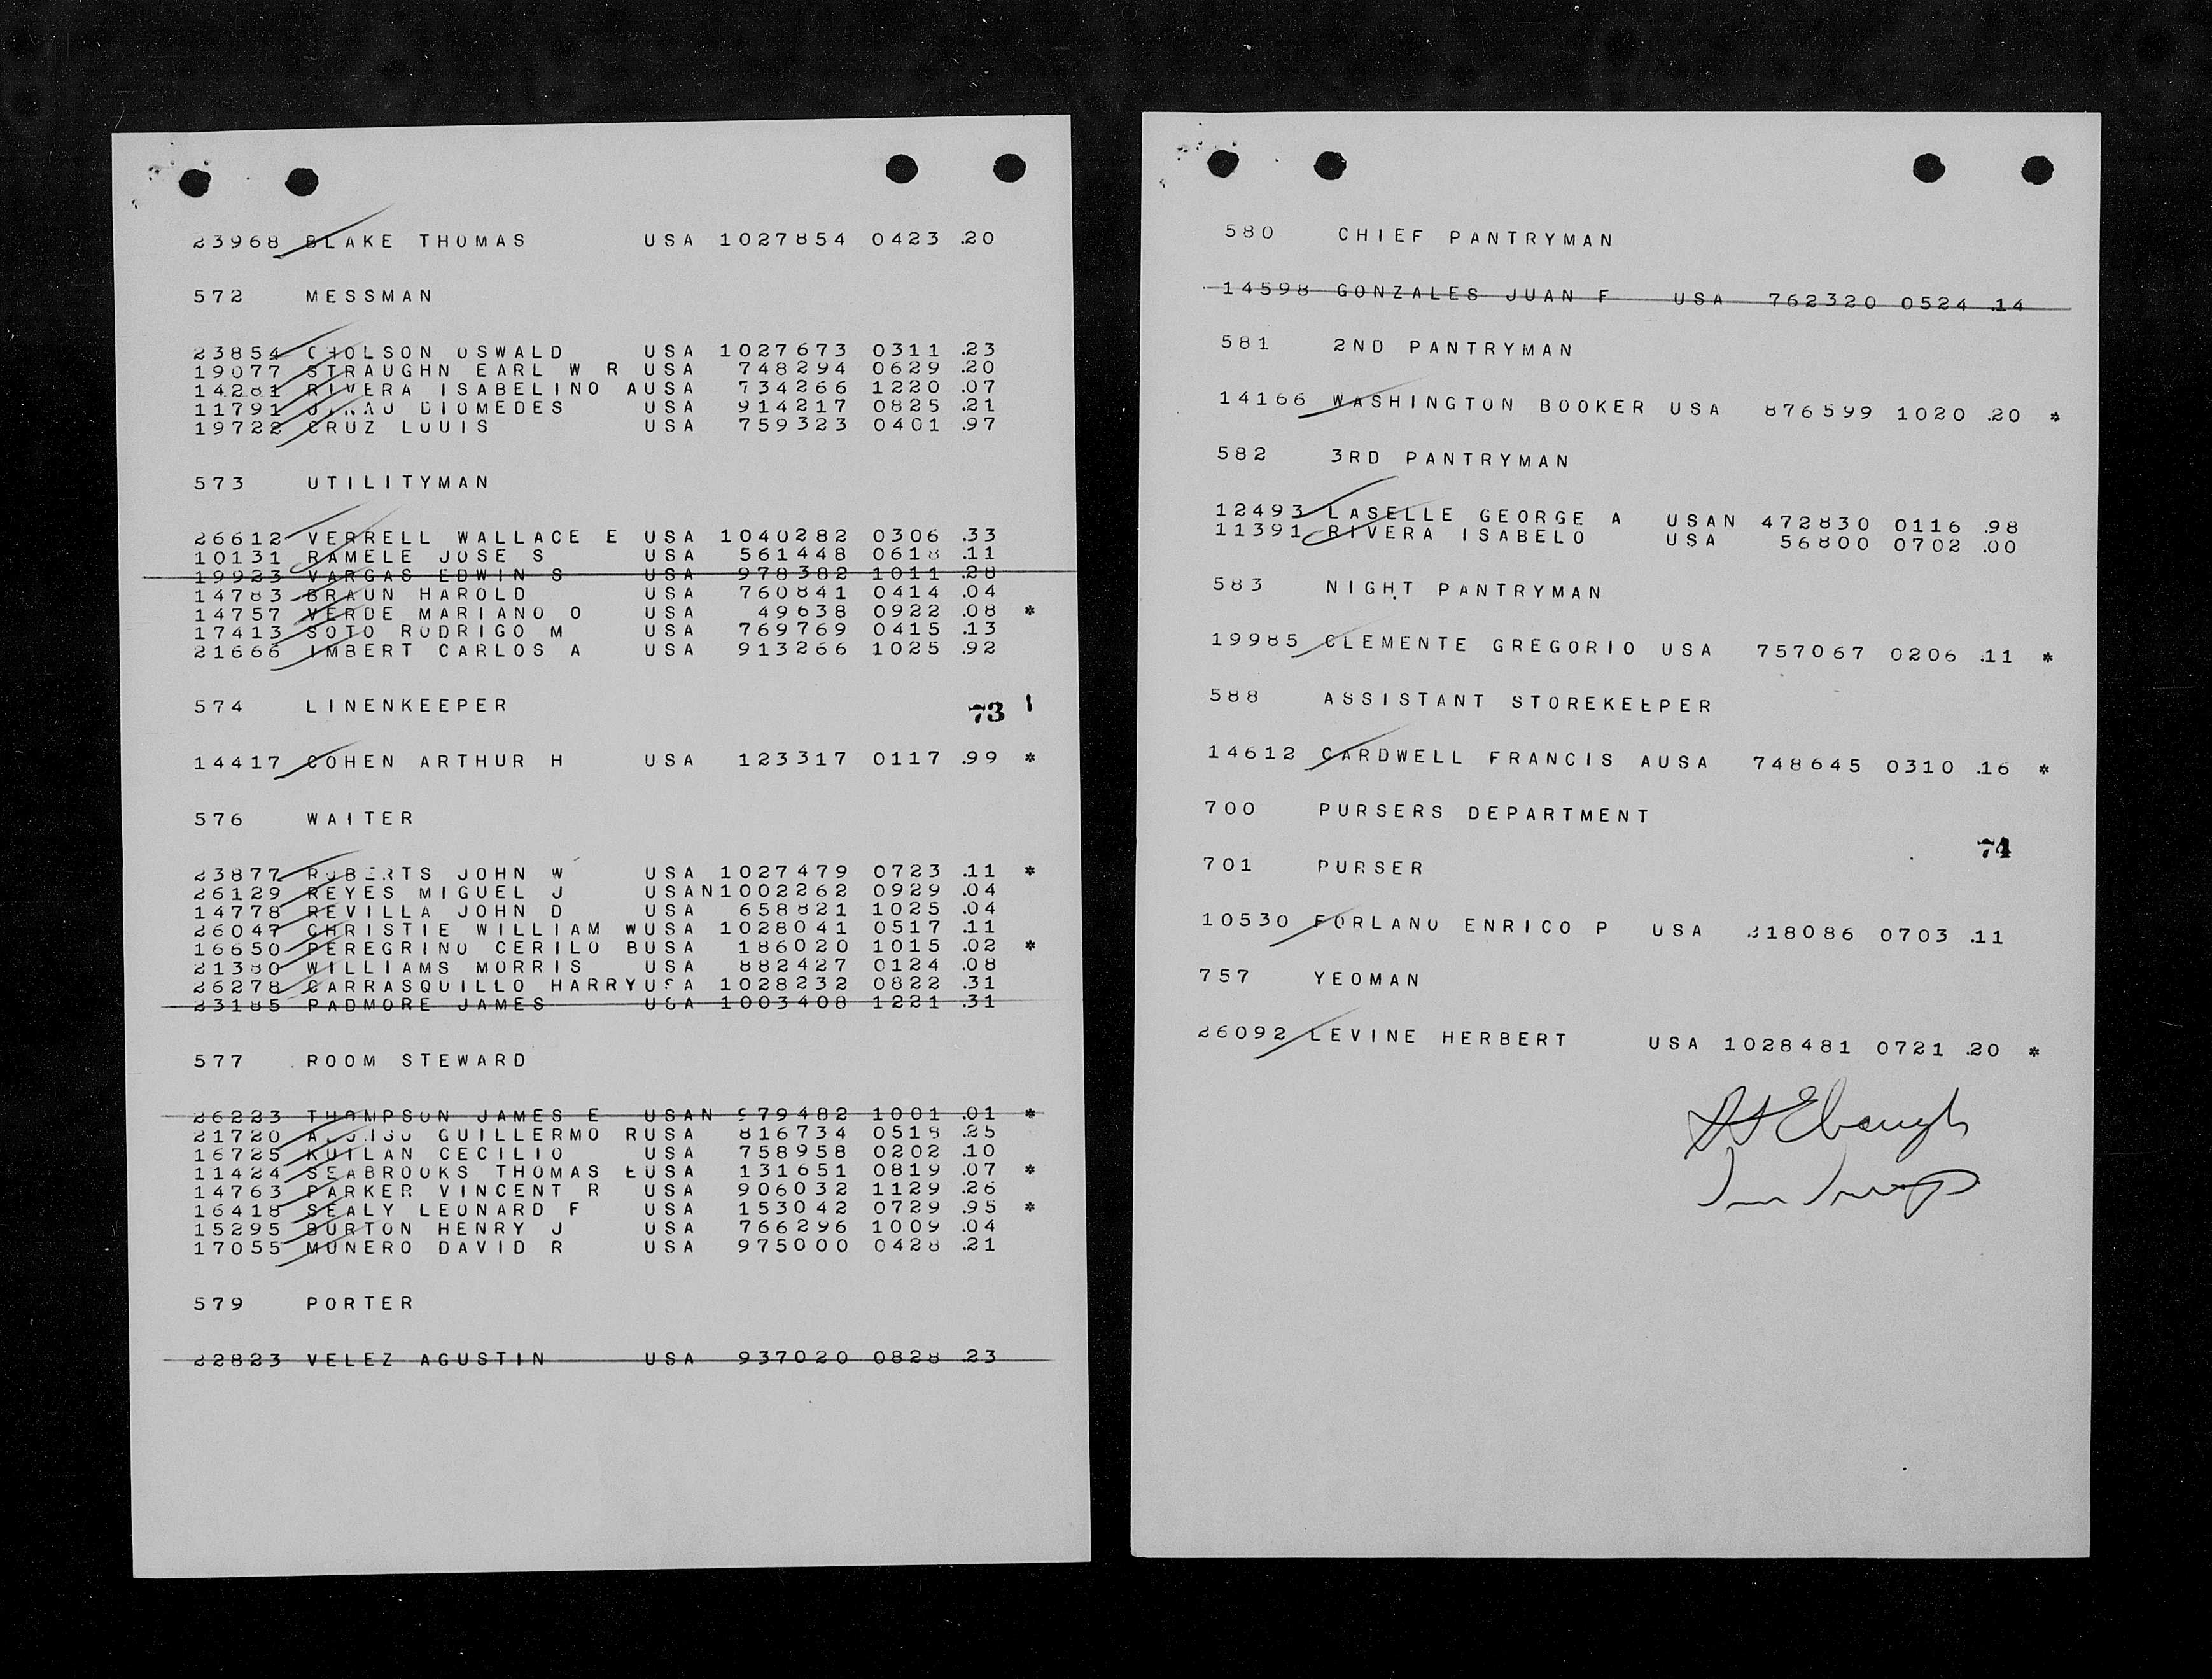 23968 BLAKE THOMAS USA 1027854 0423 .20
572 MESSMAN
23854 CHOLSON OSWALD USA 1027673 0311 .23
19077 STRAUGHN EARL W R USA 748294 0629 .20
14281 RIVERA ISABELINO AUSA 734266 1220 .07
11791 DIOMEDES USA 914217 0825 .21
19722 CRUZ LOUIS USA 759323 0401 .97
573 UTILITYMAN
26612 VERRELL WALLACE E USA 1040282 0306 .33
10131 RAMELE JOSE S USA 561448 0618 .11
19923 VARGAS EDWIN S USA 978382 1011 .28
14783 BRAUN HAROLD USA 760841 0414 .04
14757 VERDE MARIANO O USA 49638 0922 .08 *
17413 SOTO RODRIGO M USA 769769 0415 .13
21666 IMBERT CARLOS A USA 913266 1025 .92
574 LINENKEEPER
73
14417 COHEN ARTHUR H USA 123317 0117 .99 *
576 WAITER
23877 ROBERTS JOHN W USA 1027479 0723 .11 *
26129 REYES MIGUEL J USAN1002262 0929 .04
14778 REVILLA JOHN D USA 658821 1025 .04
26047 CHRISTIE WILLIAM WUSA 1028041 0517 .11
16650 PEREGRINO CERILO BUSA 186020 1015 .02 *
21380 WILLIAMS MORRIS USA 882427 0124 .08
26278 CARRASQUILLO HARRYUSA 1028232 0822 .31
23185 PADMORE JAMES USA 1003408 1221 .31
577 ROOM STEWARD
26223 THOMPSON JAMES E USAN 979482 1001 .01 *
21720 GUILLERMO RUSA 816734 0518 .25
16725 KUILAN CECILIO USA 758958 0202 .10
11424 SEABROOKS THOMAS EUSA 131651 0819 .07 *
14763 PARKER VINCENT R USA 906032 1129 .26
16418 SEALY LEONARD F USA 153042 0729 .95 *
15295 BURTON HENRY J USA 766296 1009 .04
17055 MUNERO DAVID R USA 975000 0428 .21
579 PORTER
22823 VELEZ AGUSTIN USA 937020 0828 .23
580 CHIEF PANTRYMAN
14598 GONZALES JUAN F USA 762320 0524 .14
581 2ND PANTRYMAN
14166 WASHINGTON BOOKER USA 876599 1020 .20 *
582 3RD PANTRYMAN
12493 LASELLE GEORGE A USAN 472830 0116 .98
11391 RIVERA ISABELO USA 56800 0702 .00
583 NIGHT PANTRYMAN
19985 CLEMENTE GREGORIO USA 757067 0206 .11 *
588 ASSISTANT STOREKEEPER
14612 CARDWELL FRANCIS AUSA 748645 0310 .16 *
700 PURSERS DEPARTMENT
74
701 PURSER
10530 FORLANO ENRICO P USA 318086 0703 .11
757 YEOMAN
26092 LEVINE HERBERT USA 1028481 0721 .20 *